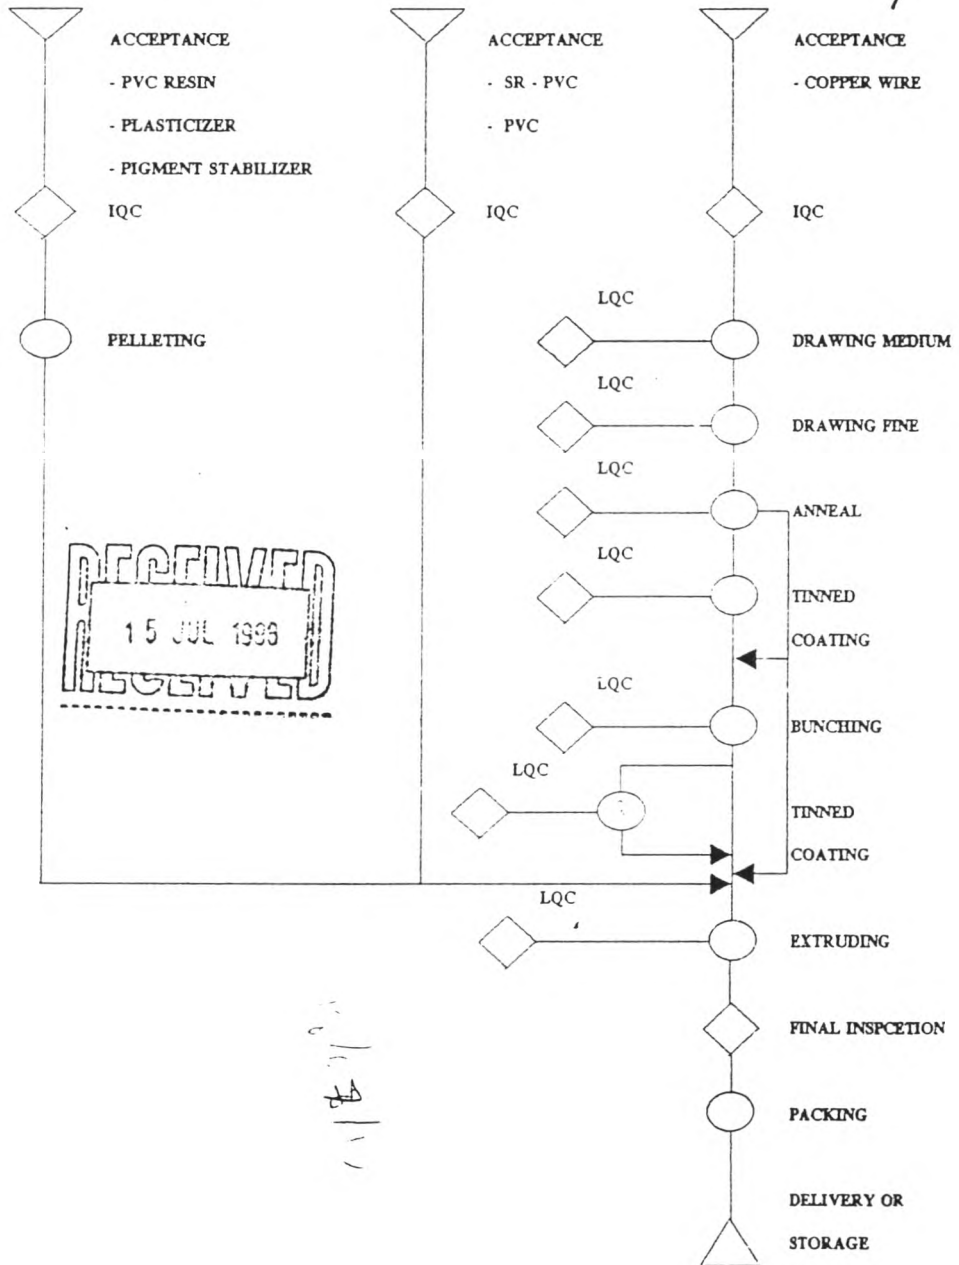 ACCEPTANCE
- PVC RESIN
- PLASTICIZER
- PIGMENT STABILIZER
IQC
PELLETING
ACCEPTANCE
- SR - PVC
- PVC
IQC
ACCEPTANCE
- COPPER WIRE
IQC
LQC
DRAWING MEDIUM
LQC
DRAWING FINE
LQC
ANNEAL
LQC
TINNED
COATING
LQC
BUNCHING
LQC
TINNED
COATING
LQC
EXTRUDING
FINAL INSPCETION
PACKING
DELIVERY OR
STORAGE
RECEIVED
15 JUL
RECEIVED